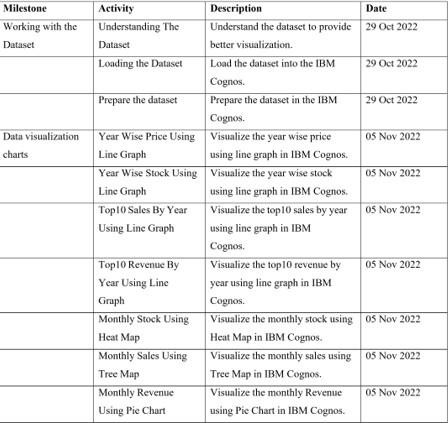 Milestone Activity Description Date
Working with the Dataset Understanding The Dataset Understand the dataset to provide better visualization. 29 Oct 2022
Loading the Dataset Load the dataset into the IBM Cognos. 29 Oct 2022
Prepare the dataset Prepare the dataset in the IBM Cognos. 29 Oct 2022
Data visualization charts Year Wise Price Using Line Graph Visualize the year wise price using line graph in IBM Cognos. 05 Nov 2022
Year Wise Stock Using Line Graph Visualize the year wise stock using line graph in IBM Cognos. 05 Nov 2022
Top10 Sales By Year Using Line Graph Visualize the top10 sales by year using line graph in IBM Cognos. 05 Nov 2022
Top10 Revenue By Year Using Line Graph Visualize the top10 revenue by year using line graph in IBM Cognos. 05 Nov 2022
Monthly Stock Using Heat Map Visualize the monthly stock using Heat Map in IBM Cognos. 05 Nov 2022
Monthly Sales Using Tree Map Visualize the monthly sales using Tree Map in IBM Cognos. 05 Nov 2022
Monthly Revenue Using Pie Chart Visualize the monthly Revenue using Pie Chart in IBM Cognos. 05 Nov 2022